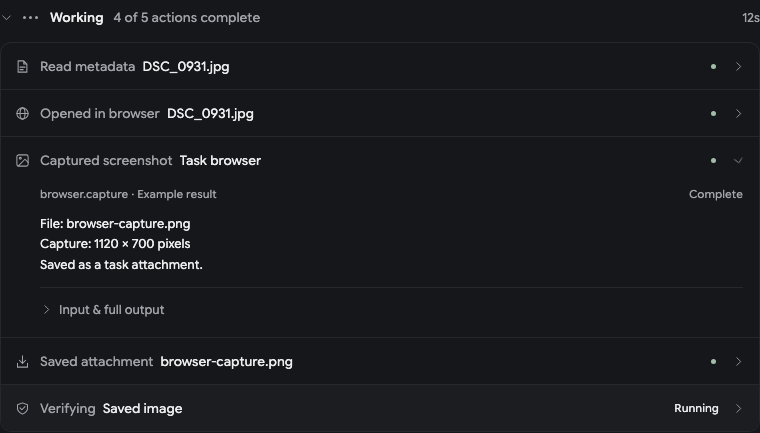 Working 4 of 5 actions complete 12s
Read metadata DSC_0931.jpg
Opened in browser DSC_0931.jpg
Captured screenshot Task browser
browser.capture · Example result Complete
File: browser-capture.png
Capture: 1120 × 700 pixels
Saved as a task attachment.
Input & full output
Saved attachment browser-capture.png
Verifying Saved image Running